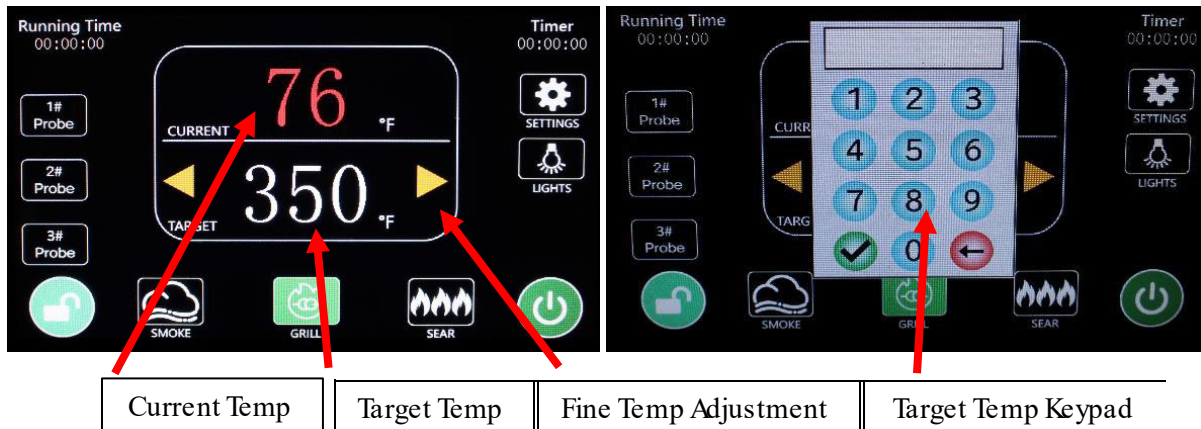 Running Time
00:00:00
Timer
00:00:00
76
°F
CURRENT
350
°F
TARGET
1#
Probe
2#
Probe
3#
Probe
SETTINGS
LIGHTS
SMOKE
GRILL
SEAR
Running Time
00:00:00
Timer
00:00:00
1 2 3
4 5 6
7 8 9
0
CURR
TARG
1#
Probe
2#
Probe
3#
Probe
SETTINGS
LIGHTS
SMOKE
GRILL
SEAR
Current Temp
Target Temp
Fine Temp Adjustment
Target Temp Keypad